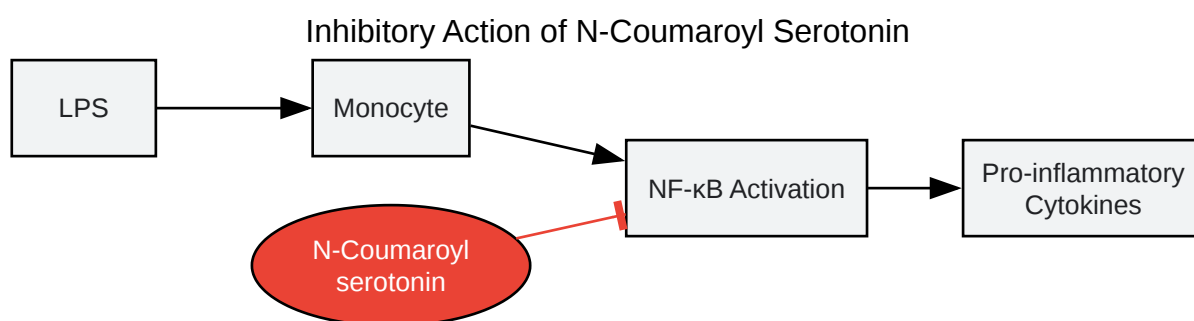 Inhibitory Action of N-Coumaroyl Serotonin
LPS
Monocyte
NF-κB Activation
Pro-inflammatory
Cytokines
N-Coumaroyl
serotonin